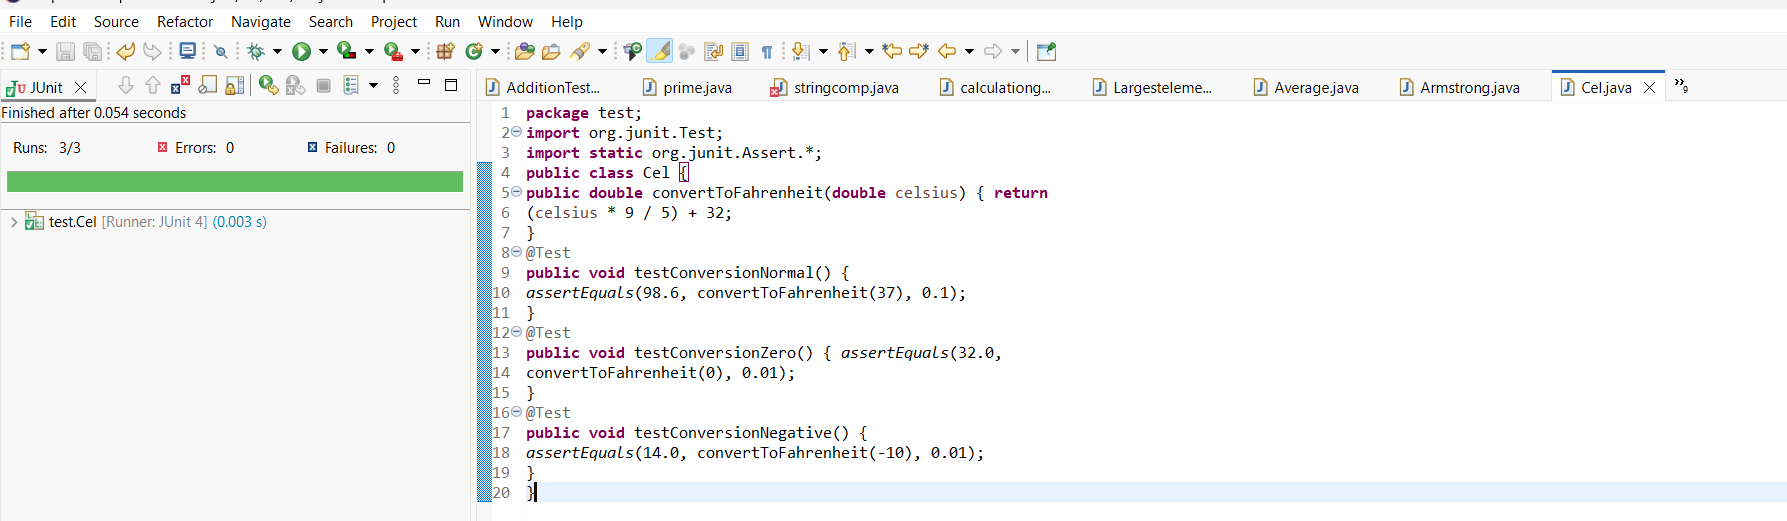 File Edit Source Refactor Navigate Search Project Run Window Help
JUnit
Finished after 0.054 seconds
Runs: 3/3 Errors: 0 Failures: 0
test.Cel [Runner: JUnit 4] (0.003 s)
AdditionTest... prime.java stringcomp.java calculationg... Largesteleme... Average.java Armstrong.java Cel.java »9
1 package test;
2 import org.junit.Test;
3 import static org.junit.Assert.*;
4 public class Cel {
5 public double convertToFahrenheit(double celsius) { return
6 (celsius * 9 / 5) + 32;
7 }
8 @Test
9 public void testConversionNormal() {
10 assertEquals(98.6, convertToFahrenheit(37), 0.1);
11 }
12 @Test
13 public void testConversionZero() { assertEquals(32.0,
14 convertToFahrenheit(0), 0.01);
15 }
16 @Test
17 public void testConversionNegative() {
18 assertEquals(14.0, convertToFahrenheit(-10), 0.01);
19 }
20 }